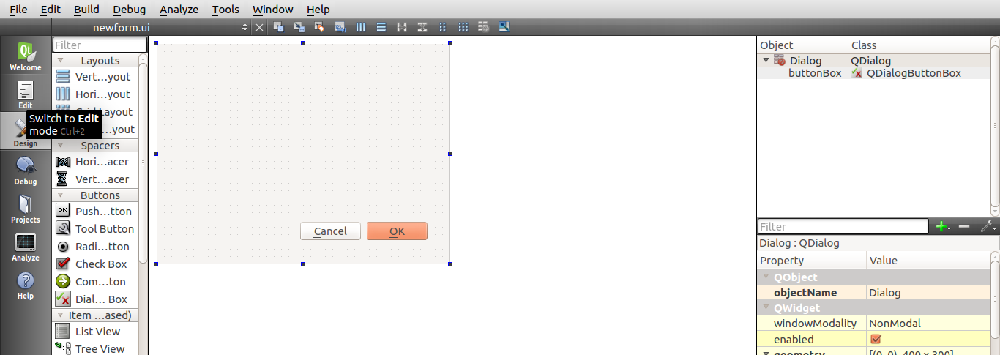 File Edit Build Debug Analyze Tools Window Help
newform.ui
Welcome
Edit
Switch to Edit
mode Ctrl+2
Design
Debug
Projects
Analyze
Help
Filter
Layouts
Vert...yout
Hori...yout
Layout
...yout
Spacers
Hori...acer
Vert...acer
Buttons
OK Push...tton
Tool Button
Radi...tton
Check Box
Com...ton
Dial... Box
Item ...ased)
List View
Tree View
Cancel OK
Object Class
Dialog QDialog
buttonBox QDialogButtonBox
Filter
Dialog : QDialog
Property Value
QObject
objectName Dialog
QWidget
windowModality NonModal
enabled
geometry [(0, 0), 400 x 300]